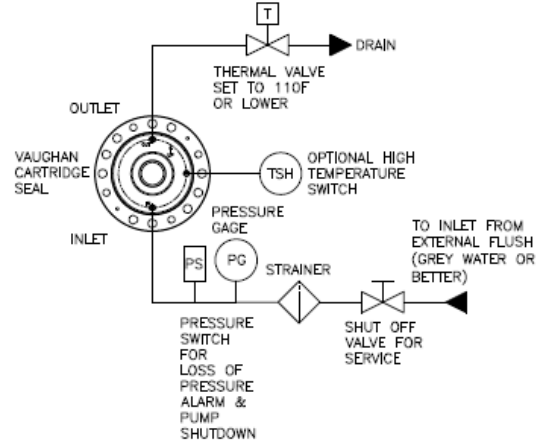 T
DRAIN
THERMAL VALVE
SET TO 110F
OR LOWER
OUTLET
VAUGHAN
CARTRIDGE
SEAL
TSH
OPTIONAL HIGH
TEMPERATURE
SWITCH
INLET
PRESSURE
GAGE
TO INLET FROM
EXTERNAL FLUSH
(GREY WATER OR
BETTER)
PS
PG
STRAINER
PRESSURE
SWITCH
FOR
LOSS OF
PRESSURE
ALARM &
PUMP
SHUTDOWN
SHUT OFF
VALVE FOR
SERVICE